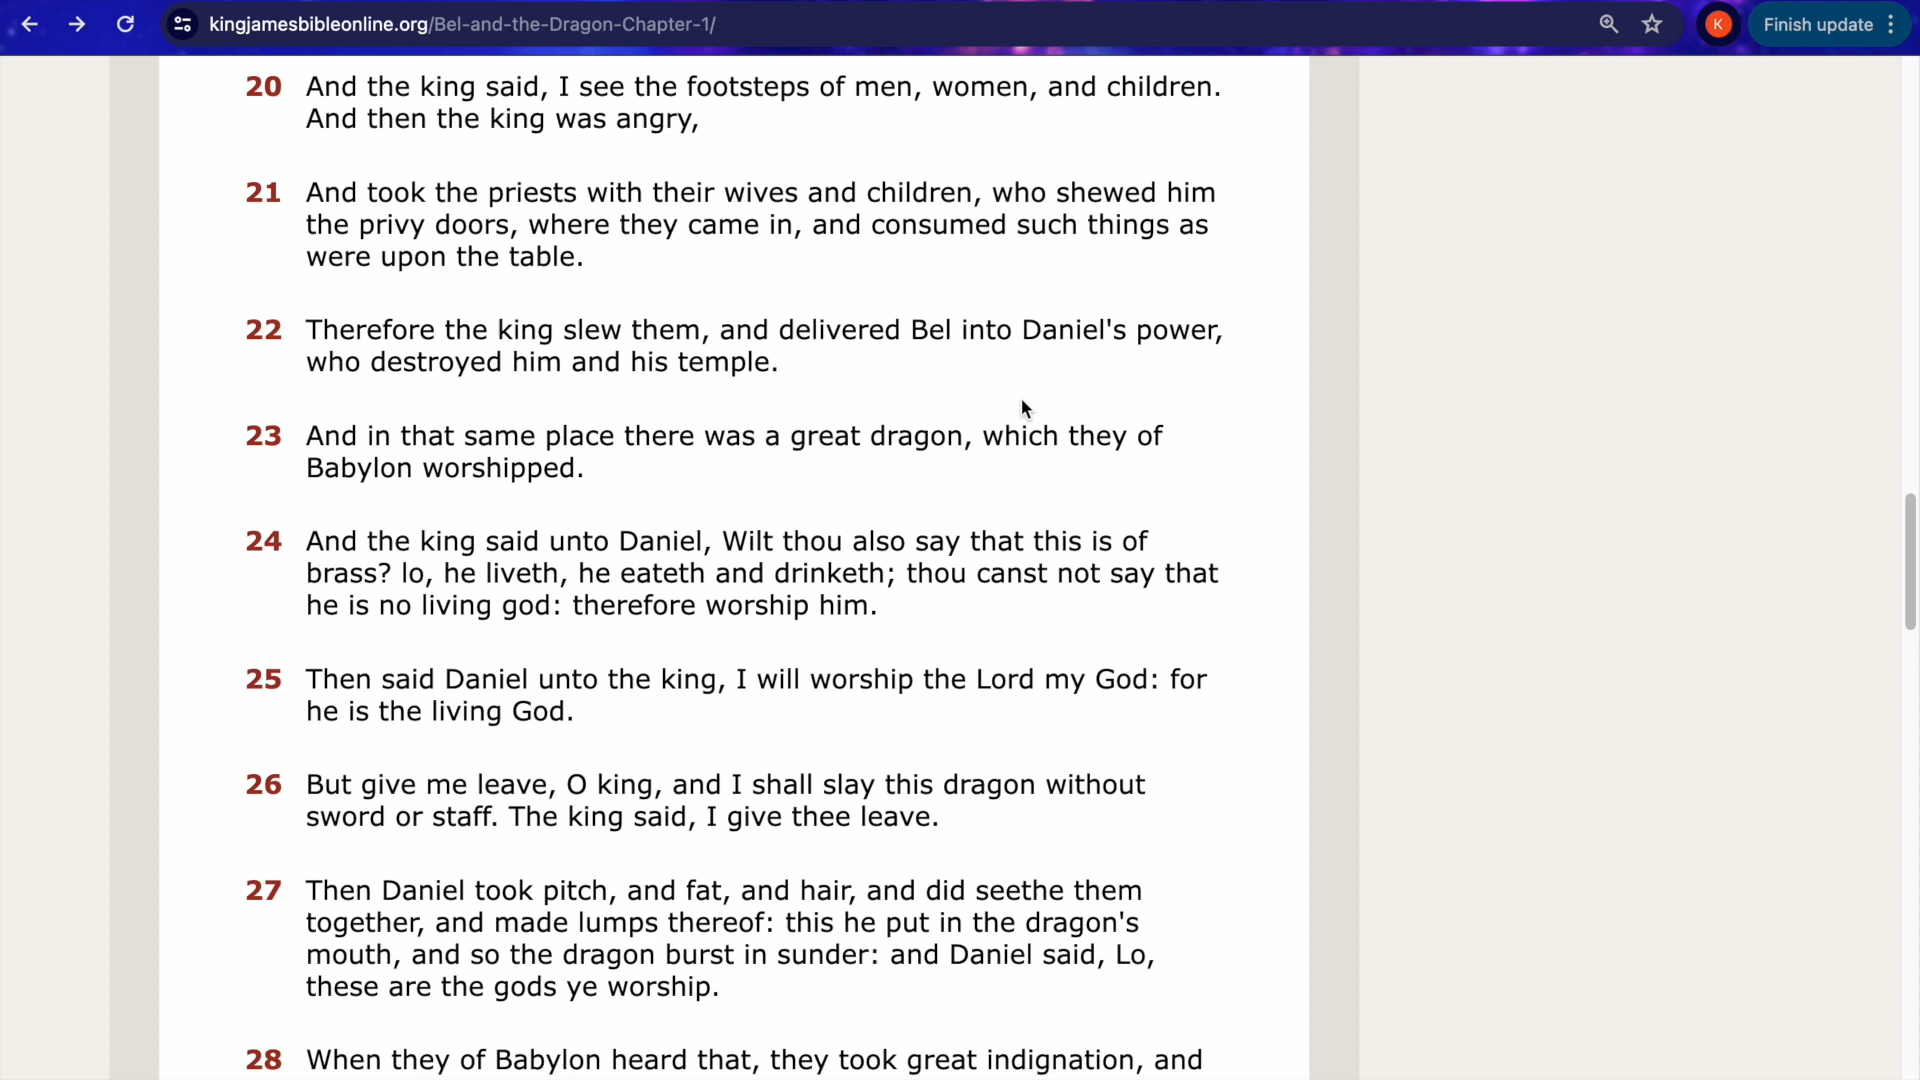 kingjamesbibleonline.org/Bel-and-the-Dragon-Chapter-1/
K
Finish update
20 And the king said, I see the footsteps of men, women, and children.
And then the king was angry,
21 And took the priests with their wives and children, who shewed him
the privy doors, where they came in, and consumed such things as
were upon the table.
22 Therefore the king slew them, and delivered Bel into Daniel's power,
who destroyed him and his temple.
23 And in that same place there was a great dragon, which they of
Babylon worshipped.
24 And the king said unto Daniel, Wilt thou also say that this is of
brass? lo, he liveth, he eateth and drinketh; thou canst not say that
he is no living god: therefore worship him.
25 Then said Daniel unto the king, I will worship the Lord my God: for
he is the living God.
26 But give me leave, O king, and I shall slay this dragon without
sword or staff. The king said, I give thee leave.
27 Then Daniel took pitch, and fat, and hair, and did seethe them
together, and made lumps thereof: this he put in the dragon's
mouth, and so the dragon burst in sunder: and Daniel said, Lo,
these are the gods ye worship.
28 When they of Babylon heard that, they took great indignation, and